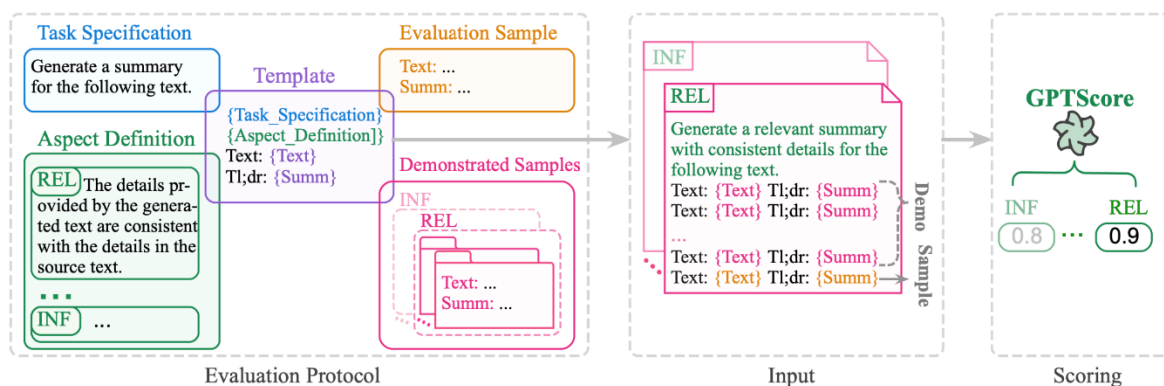 Task Specification
Generate a summary
for the following text.
Aspect Definition
REL The details pr-
ovided by the genera-
ted text are consistent
with the details in the
source text.
...
INF ...
Template
{Task_Specification}
{Aspect_Definition]}
Text: {Text}
Tl;dr: {Summ}
Evaluation Sample
Text: ...
Summ: ...
Demonstrated Samples
INF
REL
Text: ...
Summ: ...
Evaluation Protocol
INF
REL
Generate a relevant summary
with consistent details for the
following text.
Text: {Text} Tl;dr: {Summ}
Text: {Text} Tl;dr: {Summ}
...
Text: {Text} Tl;dr: {Summ}
Text: {Text} Tl;dr: {Summ}
Demo
Sample
Input
GPTScore
INF REL
0.8 ... 0.9
Scoring